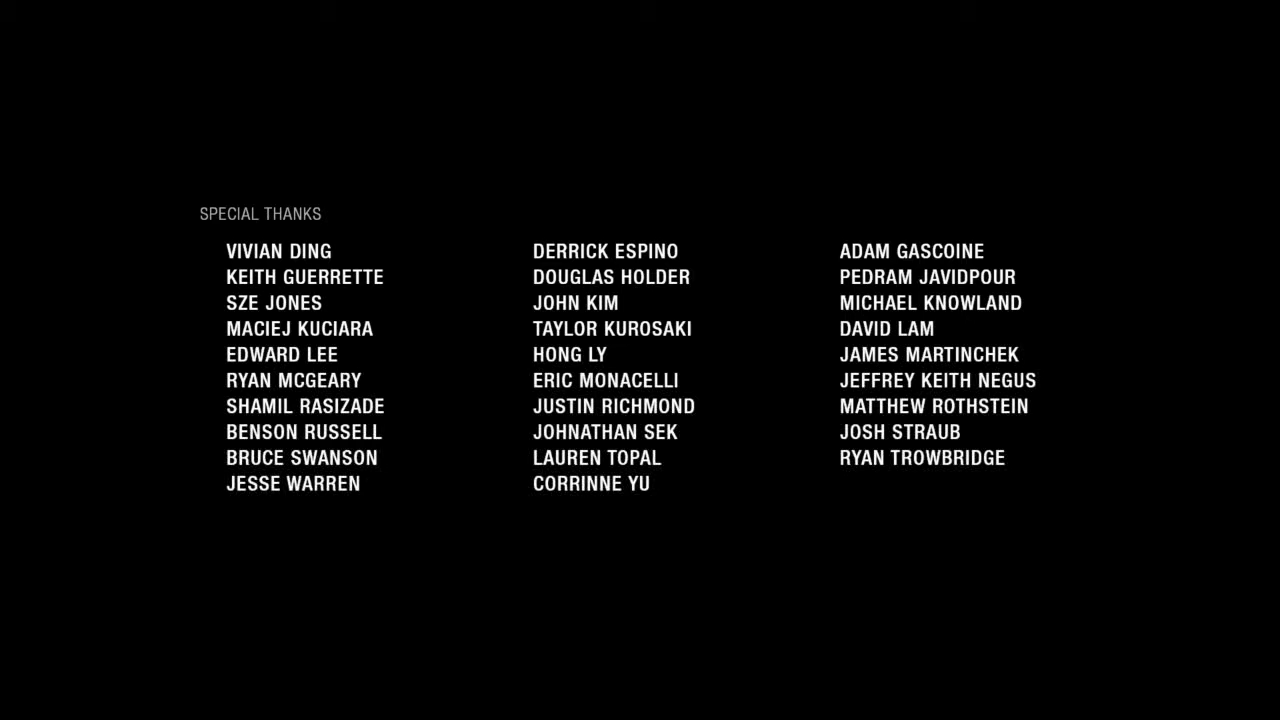 SPECIAL THANKS
VIVIAN DING
KEITH GUERRETTE
SZE JONES
MACIEJ KUCIARA
EDWARD LEE
RYAN MCGEARY
SHAMIL RASIZADE
BENSON RUSSELL
BRUCE SWANSON
JESSE WARREN
DERRICK ESPINO
DOUGLAS HOLDER
JOHN KIM
TAYLOR KUROSAKI
HONG LY
ERIC MONACELLI
JUSTIN RICHMOND
JOHNATHAN SEK
LAUREN TOPAL
CORRINNE YU
ADAM GASCOINE
PEDRAM JAVIDPOUR
MICHAEL KNOWLAND
DAVID LAM
JAMES MARTINCHEK
JEFFREY KEITH NEGUS
MATTHEW ROTHSTEIN
JOSH STRAUB
RYAN TROWBRIDGE